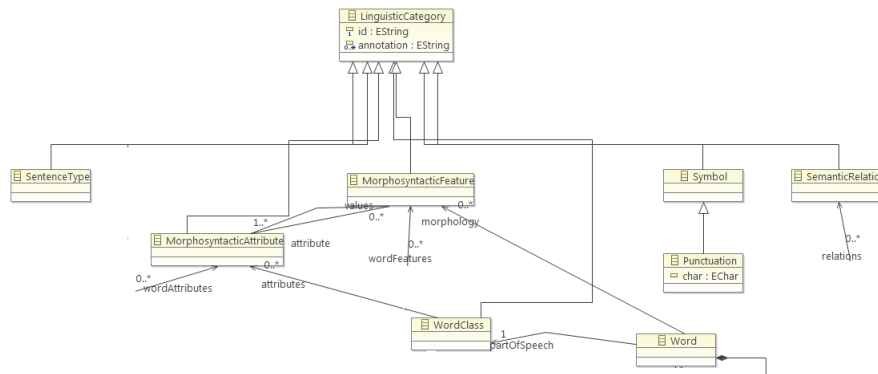 LinguisticCategory
id : EString
annotation : EString
SentenceType
MorphosyntacticFeature
Symbol
SemanticRelatio
values
1..*
0..*
0..*
morphology
MorphosyntacticAttribute
attribute
0..*
wordFeatures
Punctuation
char : EChar
0..*
relations
0..*
wordAttributes
0..*
attributes
WordClass
1
partOfSpeech
Word